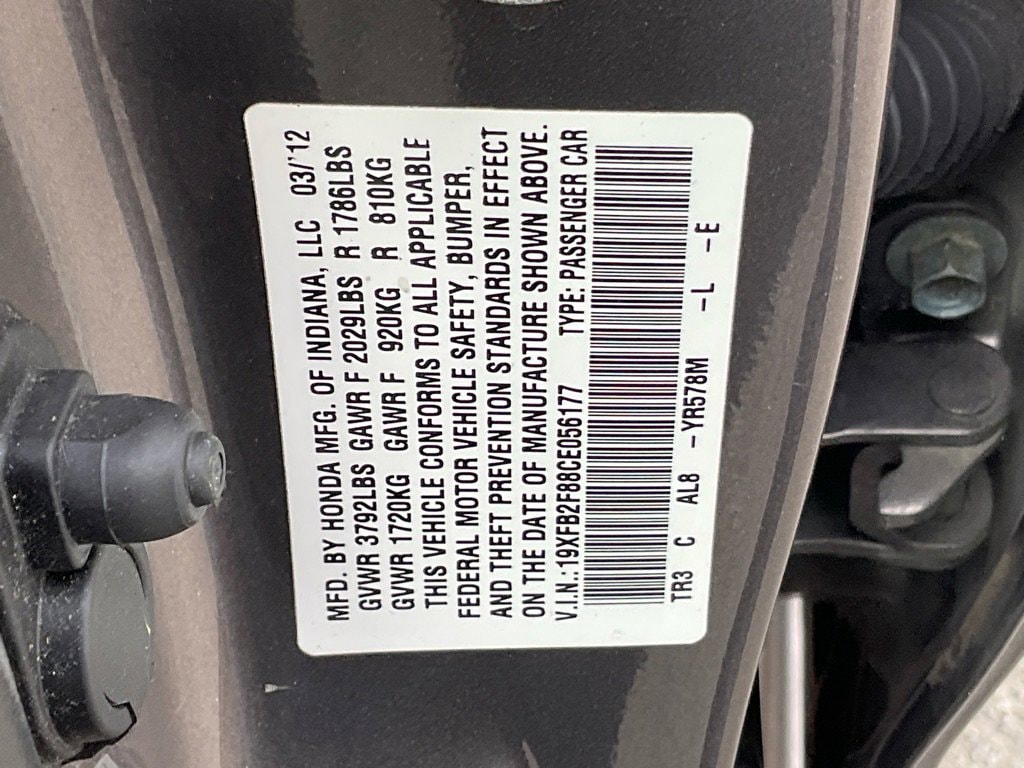 MFD. BY HONDA MFG. OF INDIANA, LLC 03/'12
GVWR 3792LBS GAWR F 2029LBS R 1786LBS
GVWR 1720KG GAWR F 920KG R 810KG
THIS VEHICLE CONFORMS TO ALL APPLICABLE
FEDERAL MOTOR VEHICLE SAFETY, BUMPER,
AND THEFT PREVENTION STANDARDS IN EFFECT
ON THE DATE OF MANUFACTURE SHOWN ABOVE.
V.I.N.:19XFB2F88CE056177 TYPE: PASSENGER CAR
TR3 C AL8 -YR578M -L -E